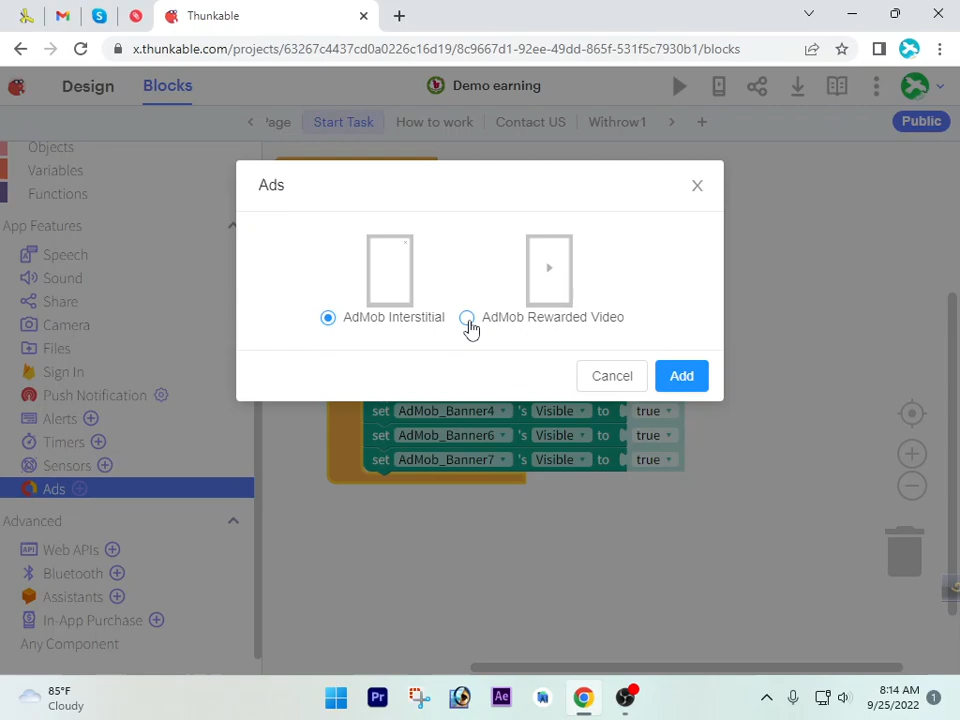 Thunkable
x.thunkable.com/projects/63267c4437cd0a0226c16d19/8c9667d1-92ee-49dd-865f-531f5c7930b1/blocks
Design
Blocks
Demo earning
Page
Start Task
How to work
Contact US
Withrow1
Public
Objects
Variables
Functions
App Features
Speech
Sound
Share
Camera
Files
Sign In
Push Notification
Alerts
Timers
Sensors
Ads
Advanced
Web APIs
Bluetooth
Assistants
In-App Purchase
Any Component
Ads
AdMob Interstitial
AdMob Rewarded Video
Cancel
Add
set AdMob_Banner4 's Visible to true
set AdMob_Banner6 's Visible to true
set AdMob_Banner7 's Visible to true
85°F
Cloudy
Pr
Ae
8:14 AM
9/25/2022
1